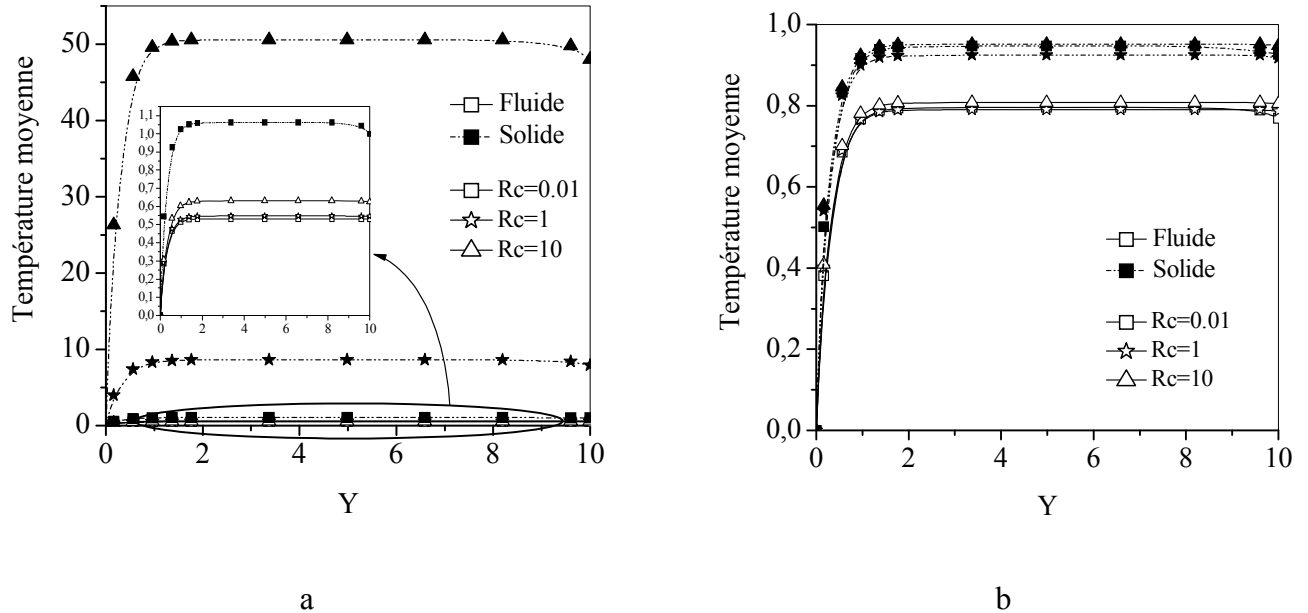 Température moyenne
50
40
30
20
10
0
0 2 4 6 8 10
Y
Fluide
Solide
Rc=0.01
Rc=1
Rc=10
1,1
1,0
0,9
0,8
0,7
0,6
0,5
0,4
0,3
0,2
0,1
0,0
0 2 4 6 8 10
a
Température moyenne
1,0
0,8
0,6
0,4
0,2
0,0
0 2 4 6 8 10
Y
Fluide
Solide
Rc=0.01
Rc=1
Rc=10
b